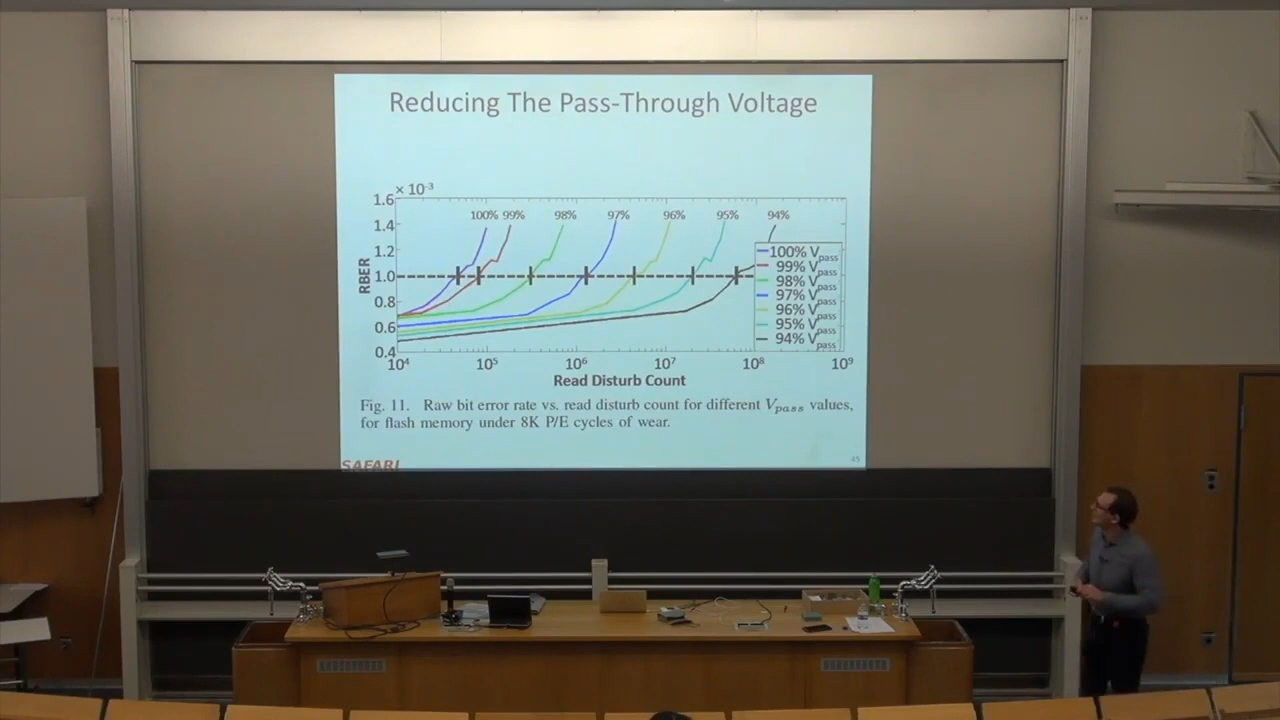 Reducing The Pass-Through Voltage
× 10⁻³
1.6
1.4
1.2
1.0
0.8
0.6
0.4
RBER
100% 99% 98% 97% 96% 95% 94%
100% Vpass
99% Vpass
98% Vpass
97% Vpass
96% Vpass
95% Vpass
94% Vpass
10⁴ 10⁵ 10⁶ 10⁷ 10⁸ 10⁹
Read Disturb Count
Fig. 11. Raw bit error rate vs. read disturb count for different Vpass values,
for flash memory under 8K P/E cycles of wear.
SAFARI
45